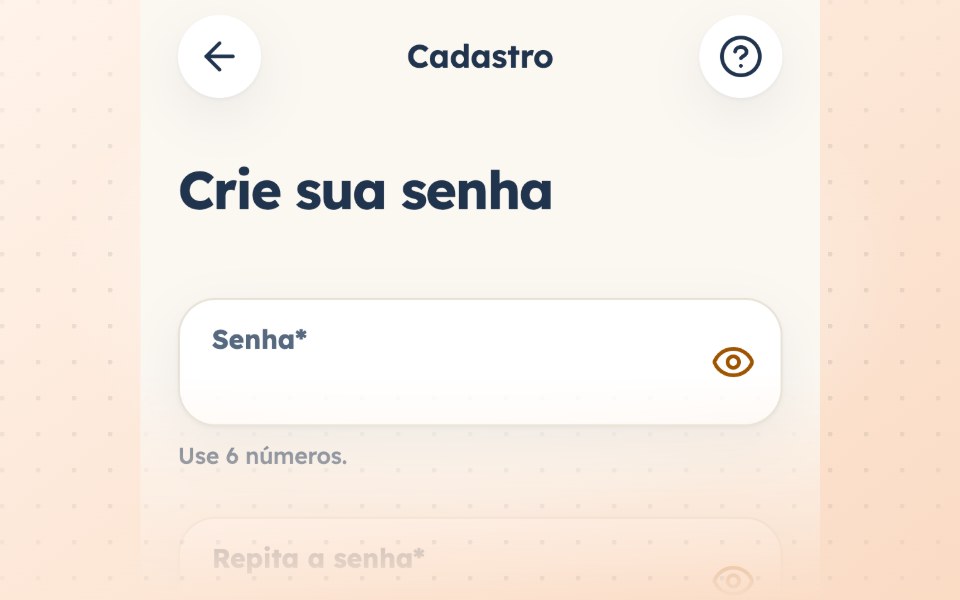 Cadastro
Crie sua senha
Senha*
Use 6 números.
Repita a senha*